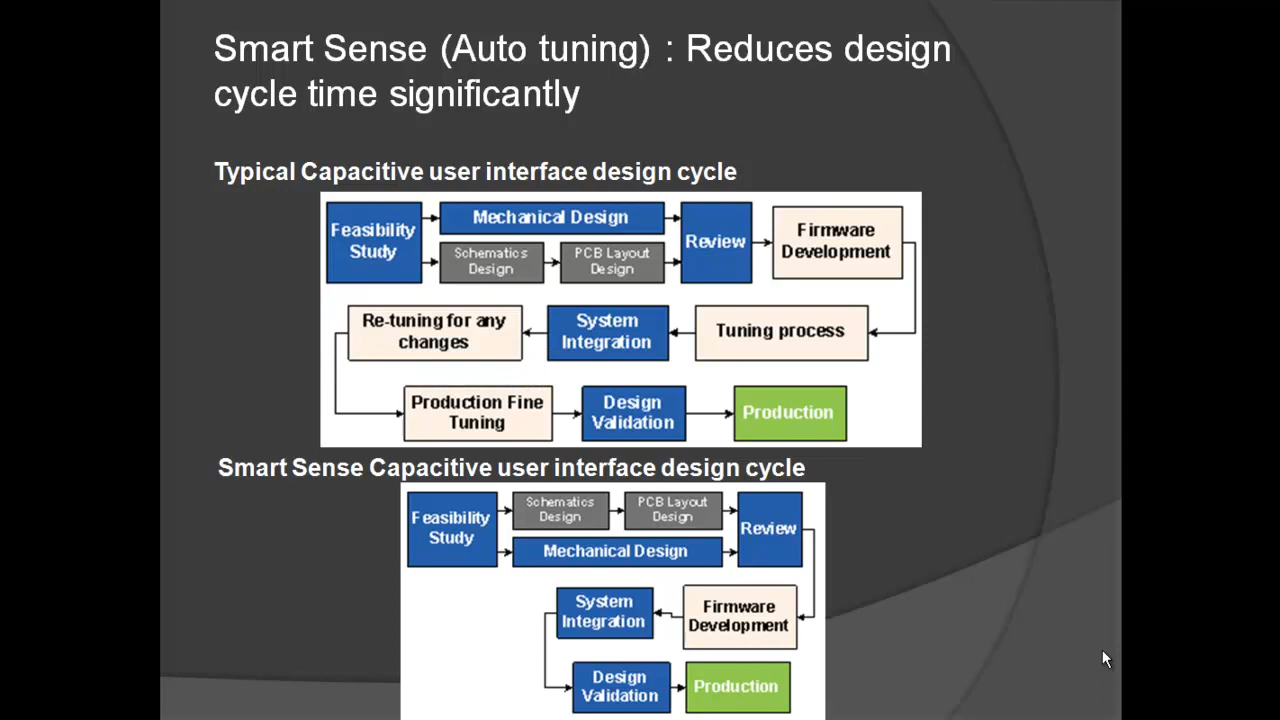 Smart Sense (Auto tuning) : Reduces design
cycle time significantly
Typical Capacitive user interface design cycle
Feasibility
Study
Mechanical Design
Schematics
Design
PCB Layout
Design
Review
Firmware
Development
Re-tuning for any
changes
System
Integration
Tuning process
Production Fine
Tuning
Design
Validation
Production
Smart Sense Capacitive user interface design cycle
Feasibility
Study
Schematics
Design
PCB Layout
Design
Mechanical Design
Review
System
Integration
Firmware
Development
Design
Validation
Production